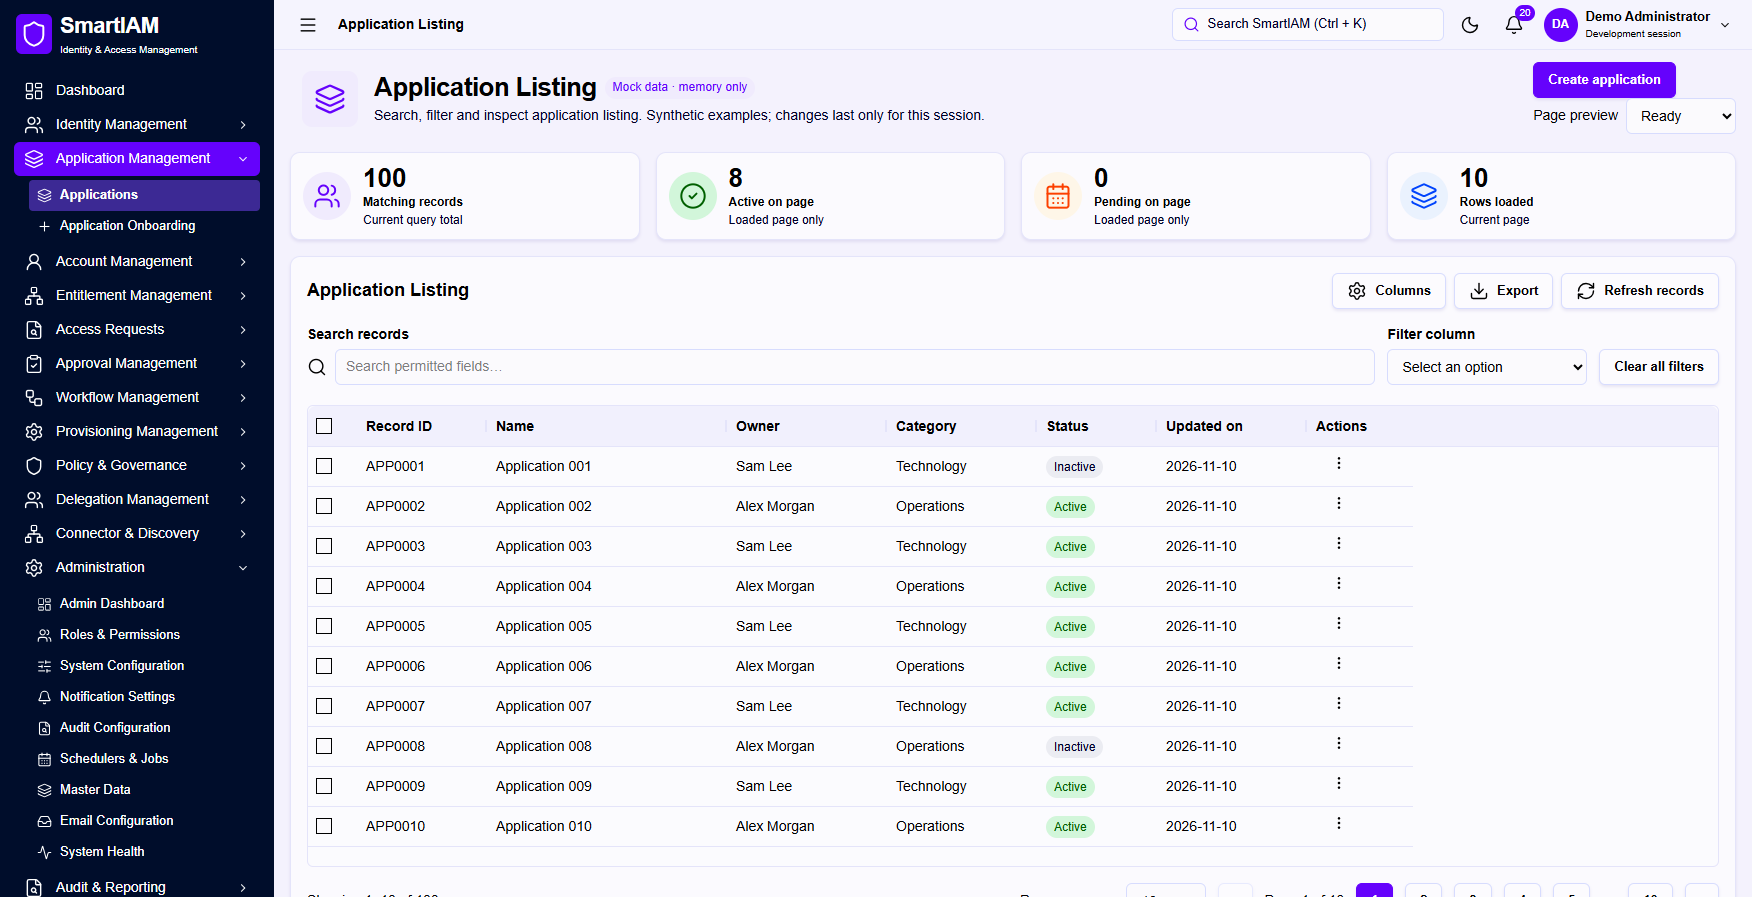 SmartIAM
Identity & Access Management
Dashboard
Identity Management
Application Management
Applications
Application Onboarding
Account Management
Entitlement Management
Access Requests
Approval Management
Workflow Management
Provisioning Management
Policy & Governance
Delegation Management
Connector & Discovery
Administration
Admin Dashboard
Roles & Permissions
System Configuration
Notification Settings
Audit Configuration
Schedulers & Jobs
Master Data
Email Configuration
System Health
Audit & Reporting
Application Listing
Search SmartIAM (Ctrl + K)
20
DA
Demo Administrator
Development session
Application Listing
Mock data · memory only
Search, filter and inspect application listing. Synthetic examples; changes last only for this session.
Create application
Page preview Ready
100
Matching records
Current query total
8
Active on page
Loaded page only
0
Pending on page
Loaded page only
10
Rows loaded
Current page
Application Listing
Columns Export Refresh records
Search records Filter column
Search permitted fields... Select an option Clear all filters
Record ID Name Owner Category Status Updated on Actions
APP0001 Application 001 Sam Lee Technology Inactive 2026-11-10
APP0002 Application 002 Alex Morgan Operations Active 2026-11-10
APP0003 Application 003 Sam Lee Technology Active 2026-11-10
APP0004 Application 004 Alex Morgan Operations Active 2026-11-10
APP0005 Application 005 Sam Lee Technology Active 2026-11-10
APP0006 Application 006 Alex Morgan Operations Active 2026-11-10
APP0007 Application 007 Sam Lee Technology Active 2026-11-10
APP0008 Application 008 Alex Morgan Operations Inactive 2026-11-10
APP0009 Application 009 Sam Lee Technology Active 2026-11-10
APP0010 Application 010 Alex Morgan Operations Active 2026-11-10